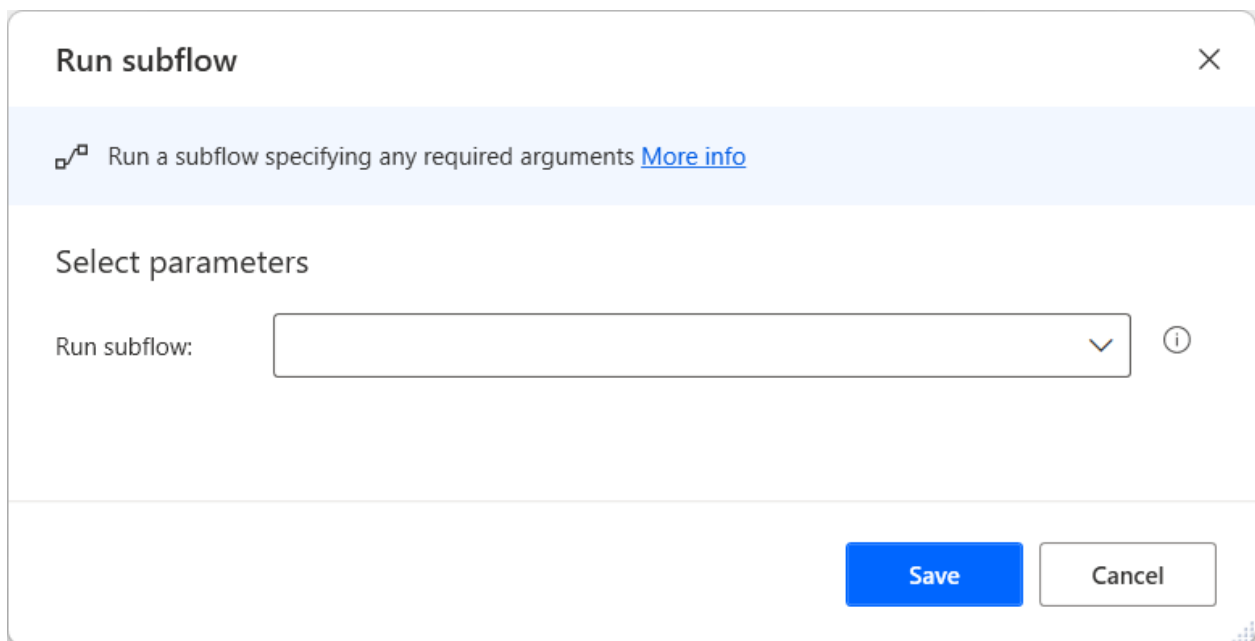 Run subflow
Run a subflow specifying any required arguments More info
Select parameters
Run subflow:
Save
Cancel